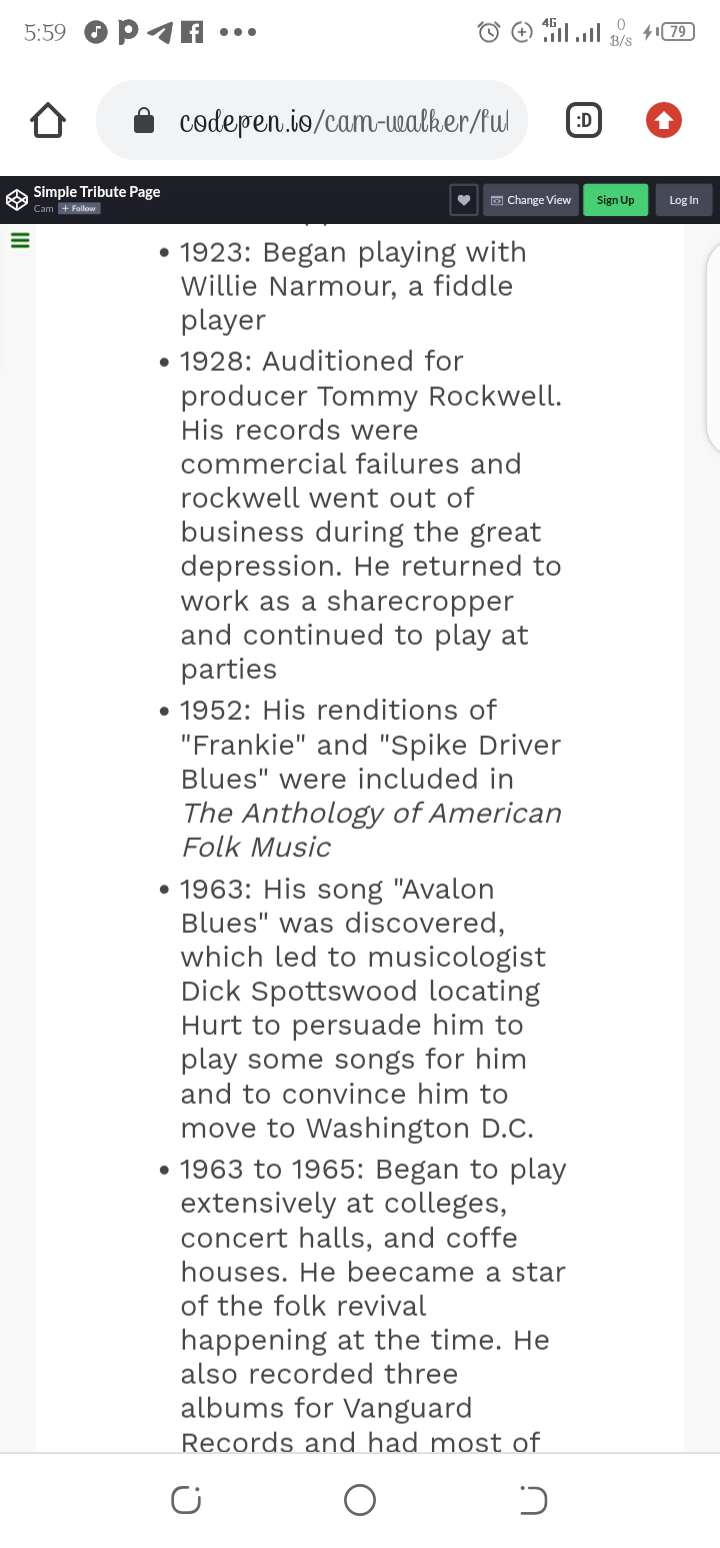 5:59
4G
0
B/s
79
codepen.io/cam-walker/ful
:D
Simple Tribute Page
Cam + Follow
Change View
Sign Up
Log In
• 1923: Began playing with
Willie Narmour, a fiddle
player
• 1928: Auditioned for
producer Tommy Rockwell.
His records were
commercial failures and
rockwell went out of
business during the great
depression. He returned to
work as a sharecropper
and continued to play at
parties
• 1952: His renditions of
"Frankie" and "Spike Driver
Blues" were included in
The Anthology of American
Folk Music
• 1963: His song "Avalon
Blues" was discovered,
which led to musicologist
Dick Spottswood locating
Hurt to persuade him to
play some songs for him
and to convince him to
move to Washington D.C.
• 1963 to 1965: Began to play
extensively at colleges,
concert halls, and coffe
houses. He beecame a star
of the folk revival
happening at the time. He
also recorded three
albums for Vanguard
Records and had most of